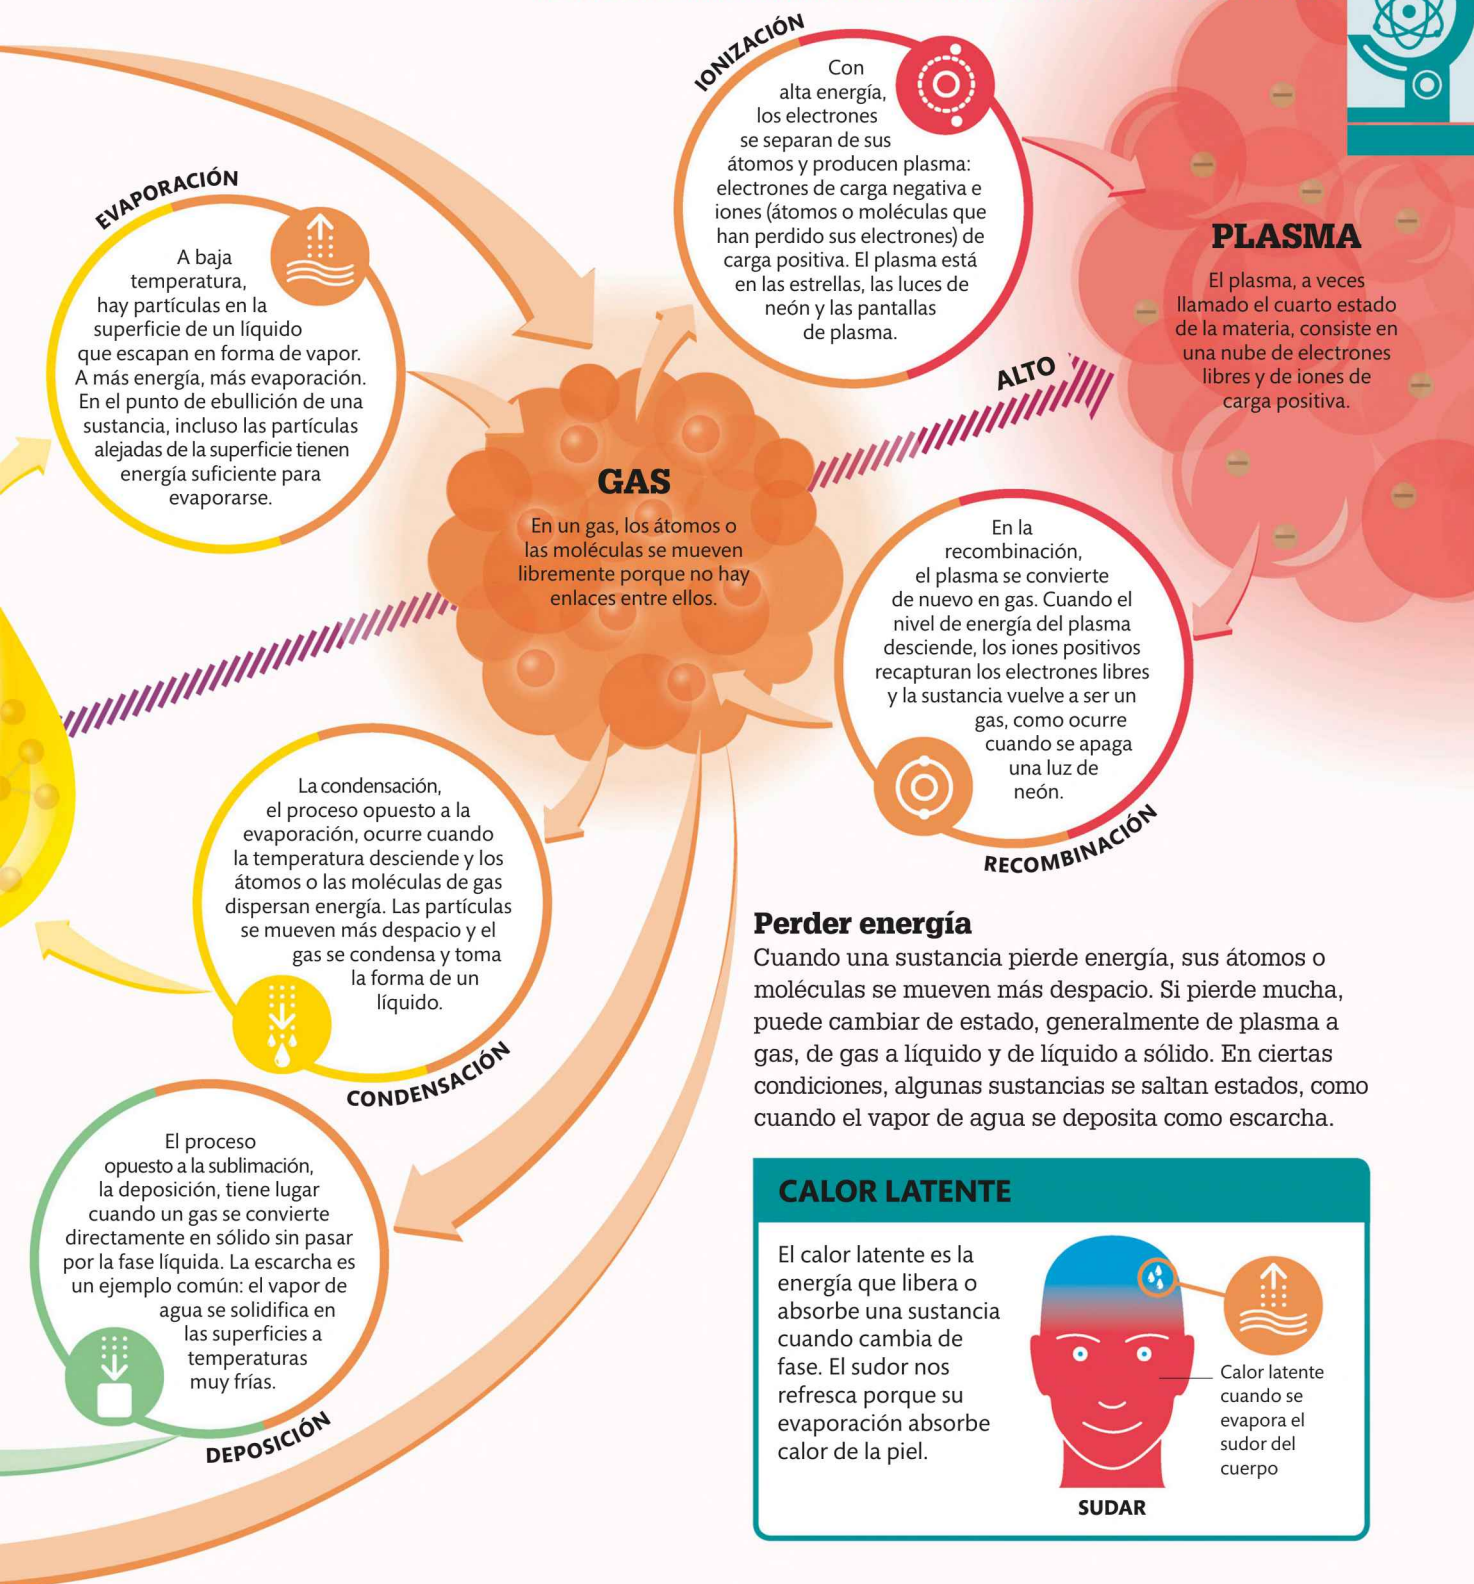 IONIZACIÓN
Con
alta energía,
los electrones
se separan de sus
átomos y producen plasma:
electrones de carga negativa e
iones (átomos o moléculas que
han perdido sus electrones) de
carga positiva. El plasma está
en las estrellas, las luces de
neón y las pantallas
de plasma.
EVAPORACIÓN
A baja
temperatura,
hay partículas en la
superficie de un líquido
que escapan en forma de vapor.
A más energía, más evaporación.
En el punto de ebullición de una
sustancia, incluso las partículas
alejadas de la superficie tienen
energía suficiente para
evaporarse.
PLASMA
El plasma, a veces
llamado el cuarto estado
de la materia, consiste en
una nube de electrones
libres y de iones de
carga positiva.
ALTO
GAS
En un gas, los átomos o
las moléculas se mueven
libremente porque no hay
enlaces entre ellos.
En la
recombinación,
el plasma se convierte
de nuevo en gas. Cuando el
nivel de energía del plasma
desciende, los iones positivos
recapturan los electrones libres
y la sustancia vuelve a ser un
gas, como ocurre
cuando se apaga
una luz de
neón.
RECOMBINACIÓN
La condensación,
el proceso opuesto a la
evaporación, ocurre cuando
la temperatura desciende y los
átomos o las moléculas de gas
dispersan energía. Las partículas
se mueven más despacio y el
gas se condensa y toma
la forma de un
líquido.
CONDENSACIÓN
El proceso
opuesto a la sublimación,
la deposición, tiene lugar
cuando un gas se convierte
directamente en sólido sin pasar
por la fase líquida. La escarcha es
un ejemplo común: el vapor de
agua se solidifica en
las superficies a
temperaturas
muy frías.
DEPOSICIÓN
Perder energía
Cuando una sustancia pierde energía, sus átomos o
moléculas se mueven más despacio. Si pierde mucha,
puede cambiar de estado, generalmente de plasma a
gas, de gas a líquido y de líquido a sólido. En ciertas
condiciones, algunas sustancias se saltan estados, como
cuando el vapor de agua se deposita como escarcha.
CALOR LATENTE
El calor latente es la
energía que libera o
absorbe una sustancia
cuando cambia de
fase. El sudor nos
refresca porque su
evaporación absorbe
calor de la piel.
Calor latente
cuando se
evapora el
sudor del
cuerpo
SUDAR